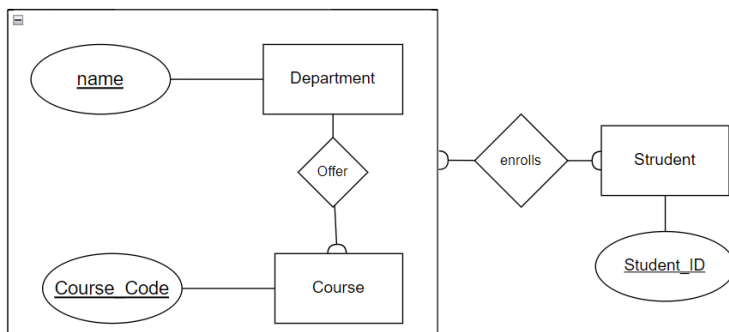 name
Department
Offer
enrolls
Strudent
Course_Code
Course
Student_ID